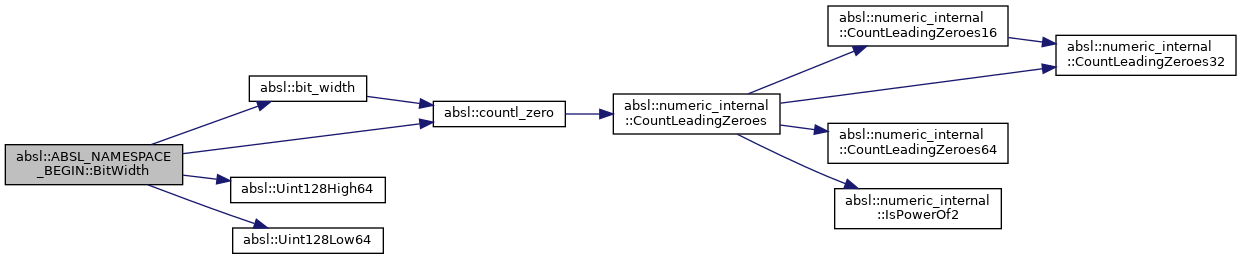 absl::ABSL_NAMESPACE
_BEGIN::BitWidth
absl::bit_width
absl::countl_zero
absl::numeric_internal
::CountLeadingZeroes
absl::numeric_internal
::CountLeadingZeroes16
absl::numeric_internal
::CountLeadingZeroes32
absl::numeric_internal
::CountLeadingZeroes64
absl::numeric_internal
::IsPowerOf2
absl::Uint128High64
absl::Uint128Low64